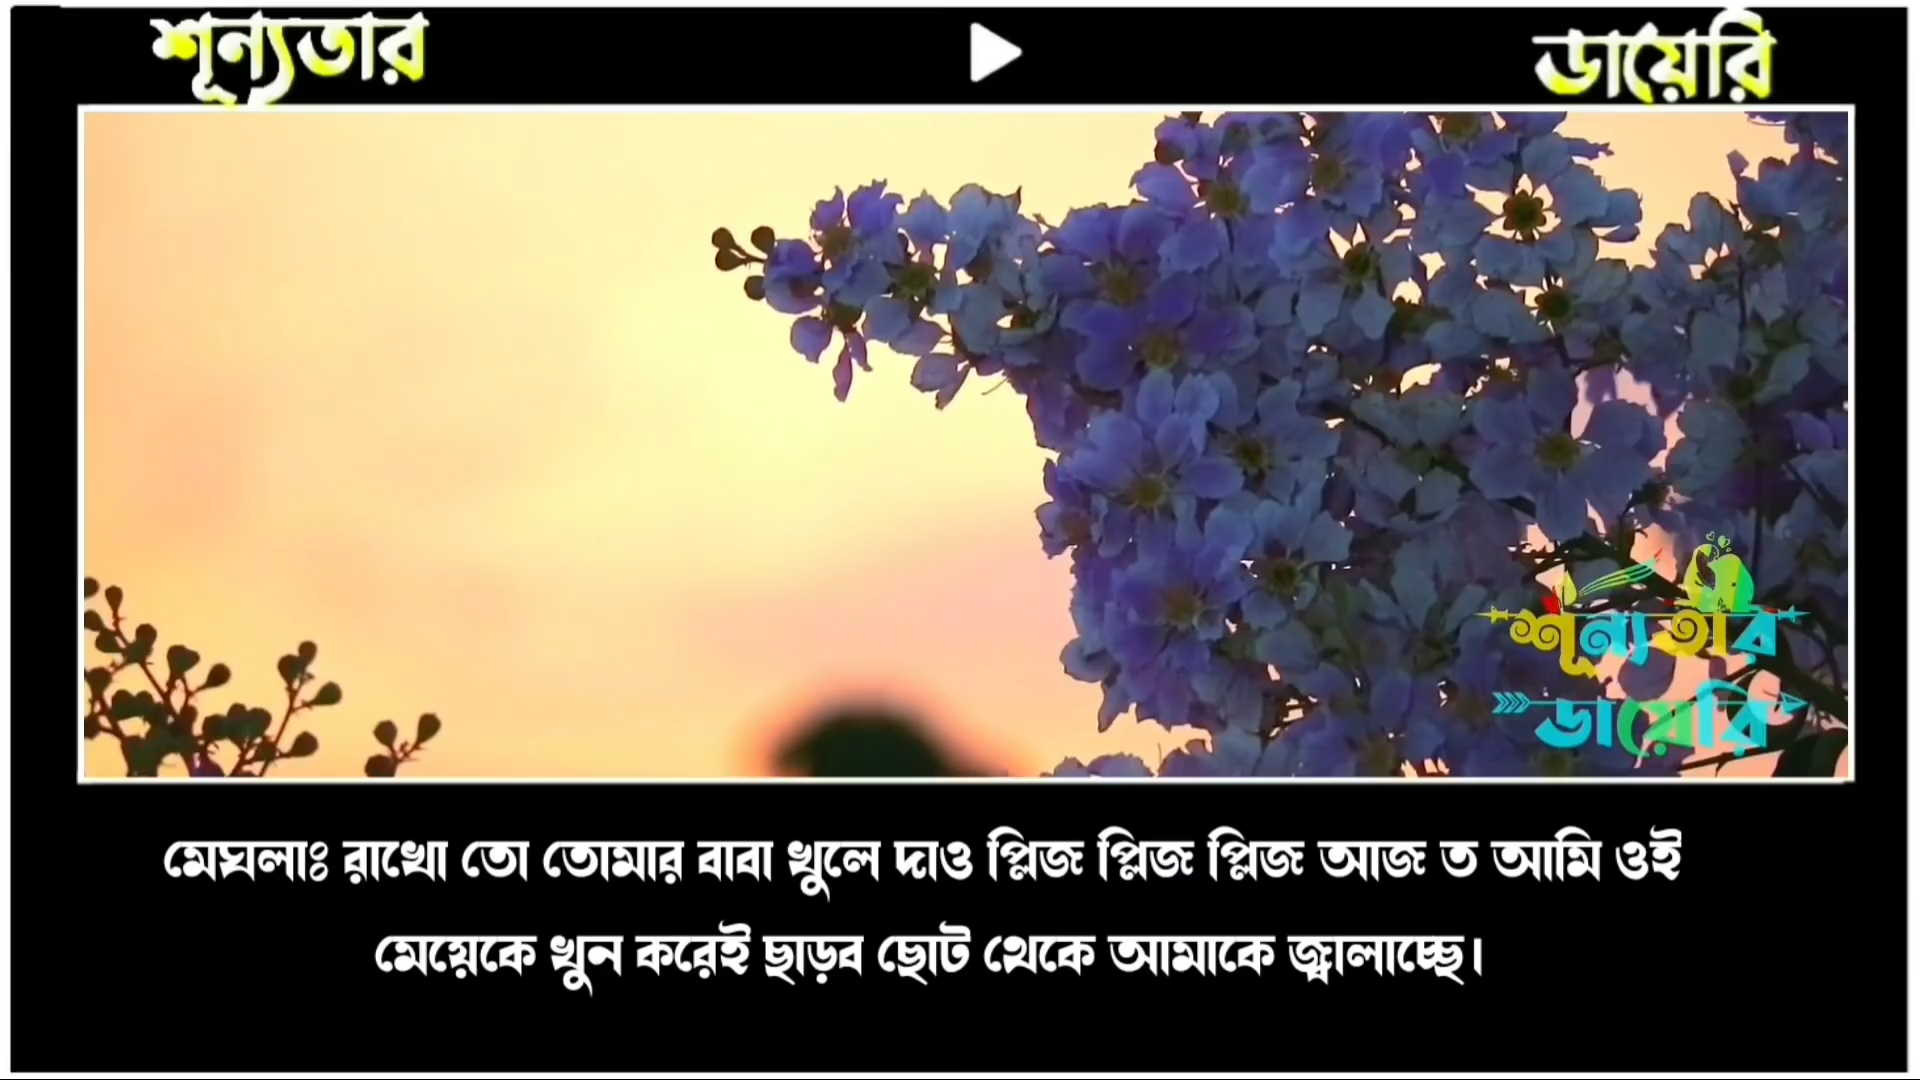 শূন্যতার
ডায়েরি
শূন্যতার
ডায়েরি
মেঘলাঃ রাখো তো তোমার বাবা খুলে দাও প্লিজ প্লিজ প্লিজ আজ ত আমি ওই
মেয়েকে খুন করেই ছাড়ব ছোট থেকে আমাকে জ্বালাচ্ছে।